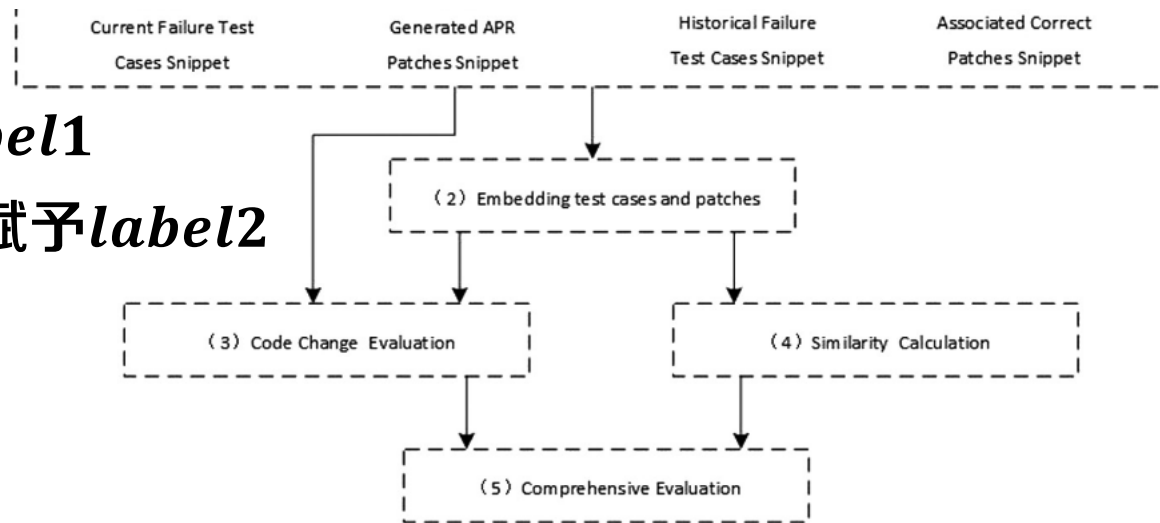 Current Failure Test
Cases Snippet
Generated APR
Patches Snippet
Historical Failure
Test Cases Snippet
Associated Correct
Patches Snippet
el1
予label2
（2）Embedding test cases and patches
（3）Code Change Evaluation
（4）Similarity Calculation
（5）Comprehensive Evaluation